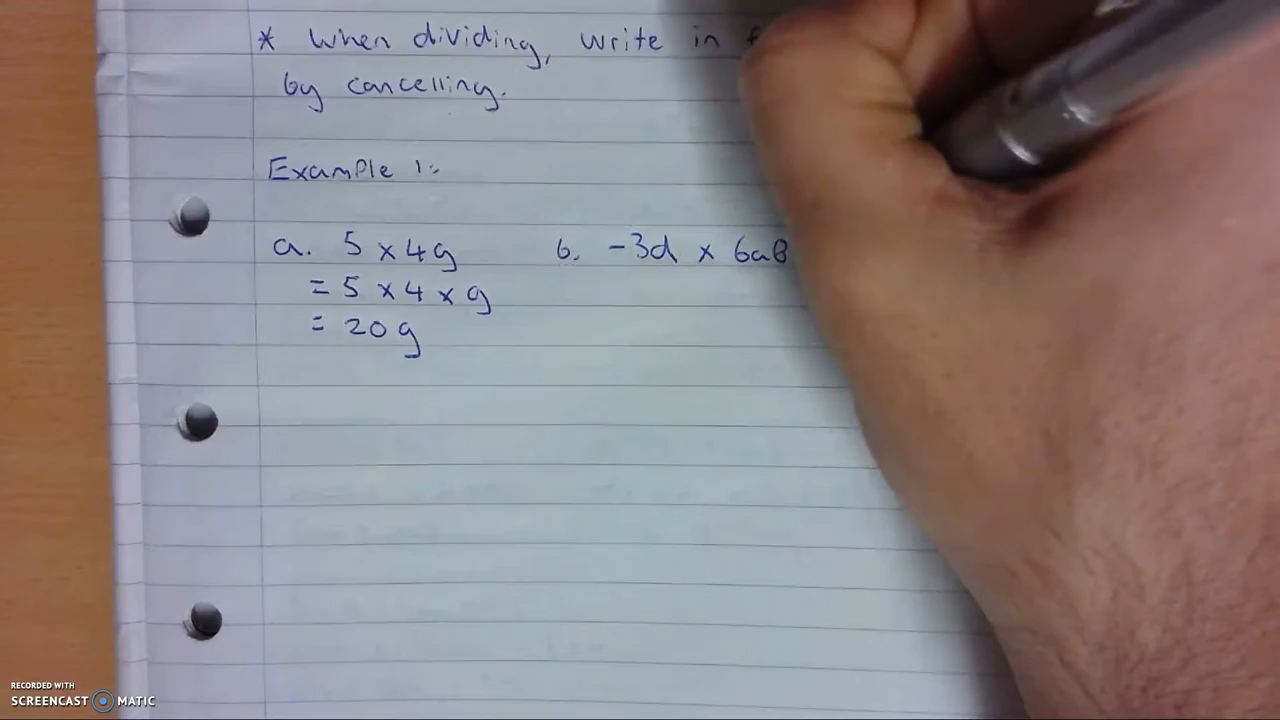 * When dividing, write in
by cancelling.
Example 1:
a. 5 x 4g
= 5 x 4 x g
= 20g
b. -3d x 6ab
RECORDED WITH
SCREENCAST MATIC